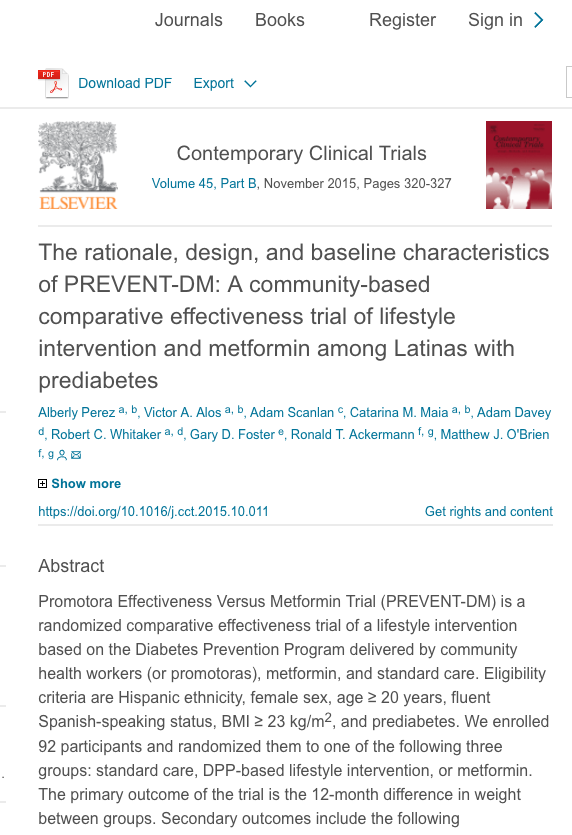 Journals Books Register Sign in
PDF Download PDF Export
ELSEVIER
Contemporary Clinical Trials
Volume 45, Part B, November 2015, Pages 320-327
Contemporary
Clinical Trials
The rationale, design, and baseline characteristics
of PREVENT-DM: A community-based
comparative effectiveness trial of lifestyle
intervention and metformin among Latinas with
prediabetes
Alberly Perez a, b, Victor A. Alos a, b, Adam Scanlan c, Catarina M. Maia a, b, Adam Davey
d, Robert C. Whitaker a, d, Gary D. Foster e, Ronald T. Ackermann f, g, Matthew J. O'Brien
f, g
Show more
https://doi.org/10.1016/j.cct.2015.10.011 Get rights and content
Abstract
Promotora Effectiveness Versus Metformin Trial (PREVENT-DM) is a
randomized comparative effectiveness trial of a lifestyle intervention
based on the Diabetes Prevention Program delivered by community
health workers (or promotoras), metformin, and standard care. Eligibility
criteria are Hispanic ethnicity, female sex, age ≥ 20 years, fluent
Spanish-speaking status, BMI ≥ 23 kg/m2, and prediabetes. We enrolled
92 participants and randomized them to one of the following three
groups: standard care, DPP-based lifestyle intervention, or metformin.
The primary outcome of the trial is the 12-month difference in weight
between groups. Secondary outcomes include the following